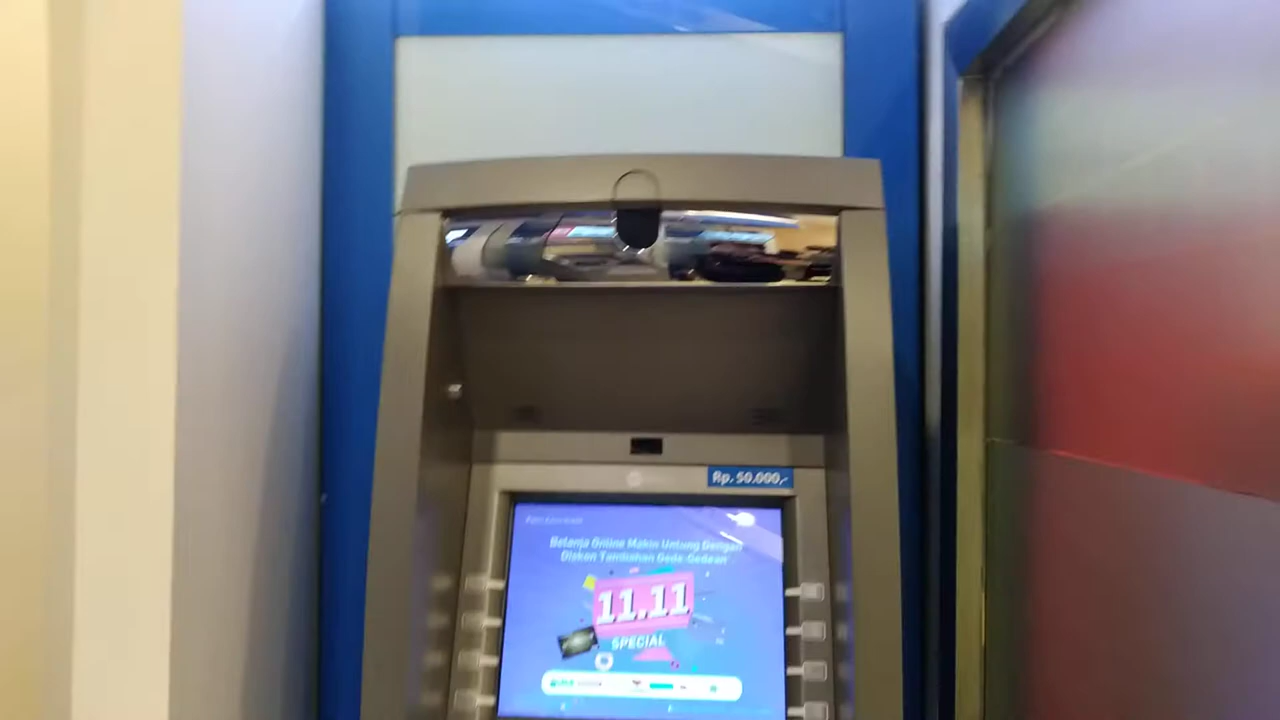 Rp. 50.000,-
Belanja Online Makin Untung Dengan
Diskon Tambahan Gede-Gedean
11.11
SPECIAL